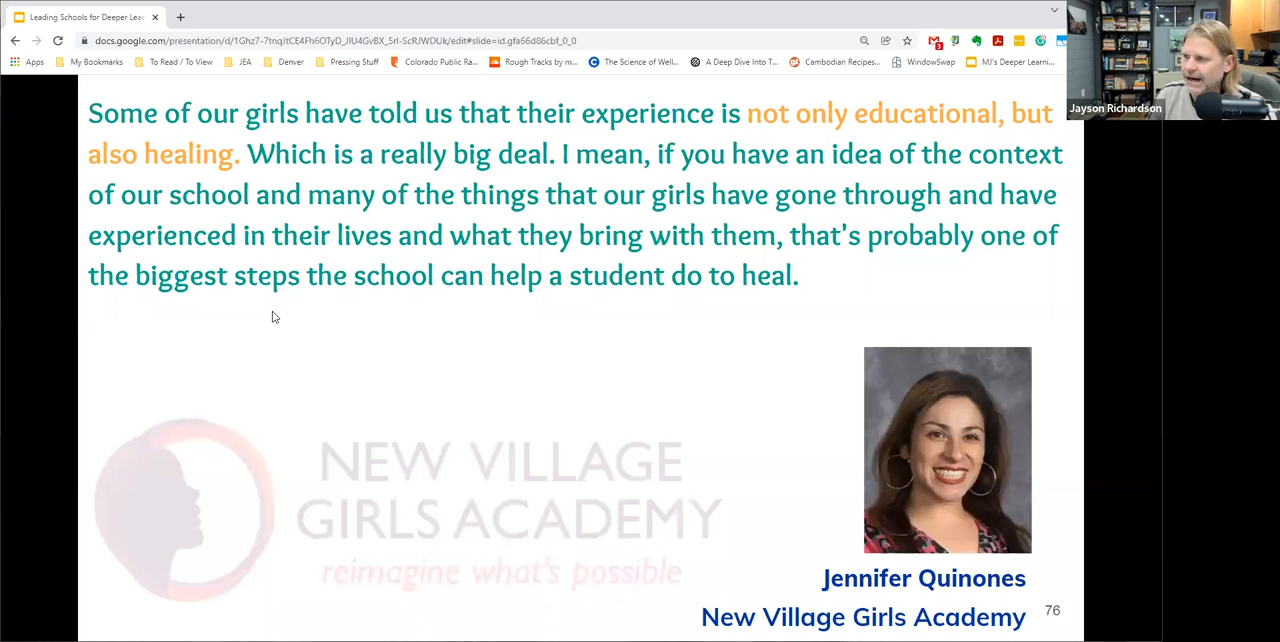 Leading Schools for Deeper Lea
docs.google.com/presentation/d/1Ghz7-7tnqJtCE4Fh6OTyD_JIU4GvBX_5rI-ScRJWDUk/edit#slide=id.gfa66d86cbf_0_0
Apps My Bookmarks To Read / To View JEA Denver Pressing Stuff Colorado Public Ra... Rough Tracks by m... The Science of Well... A Deep Dive Into T... Cambodian Recipes... WindowSwap MJ's Deeper Learni...
Jayson Richardson
Some of our girls have told us that their experience is not only educational, but
also healing. Which is a really big deal. I mean, if you have an idea of the context
of our school and many of the things that our girls have gone through and have
experienced in their lives and what they bring with them, that's probably one of
the biggest steps the school can help a student do to heal.
NEW VILLAGE
GIRLS ACADEMY
reimagine what's possible
Jennifer Quinones
New Village Girls Academy
76